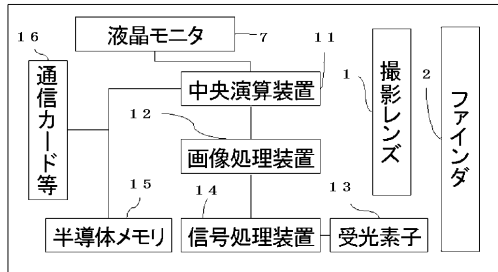 16
液晶モニタ
7
11
通信カード等
中央演算装置
1
撮影レンズ
2
ファインダ
12
画像処理装置
15
14
13
半導体メモリ
信号処理装置
受光素子